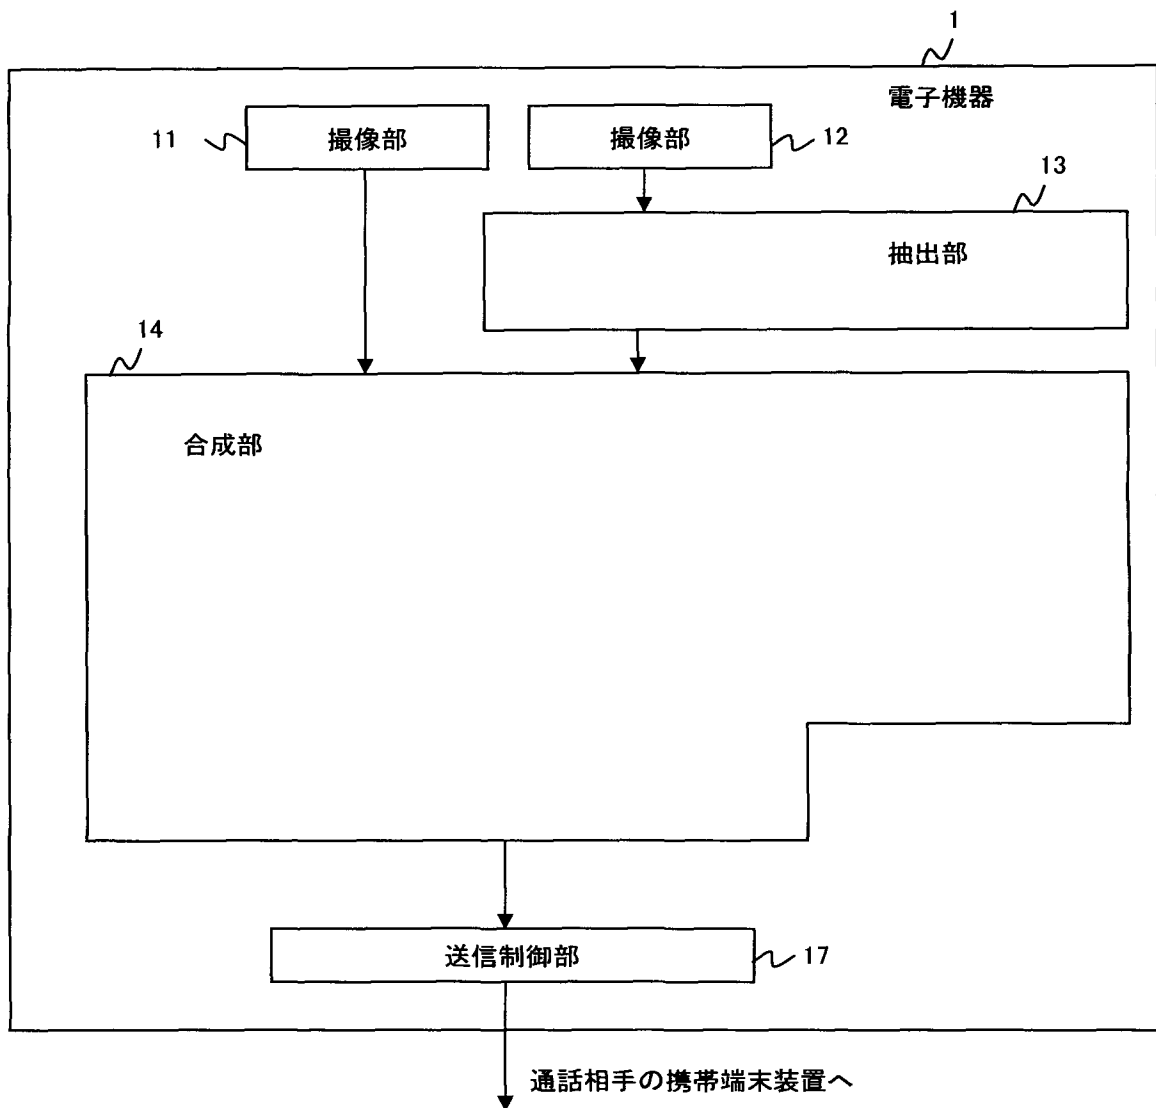 1
電子機器
11
撮像部
撮像部
12
13
抽出部
14
合成部
送信制御部
17
通話相手の携帯端末装置へ